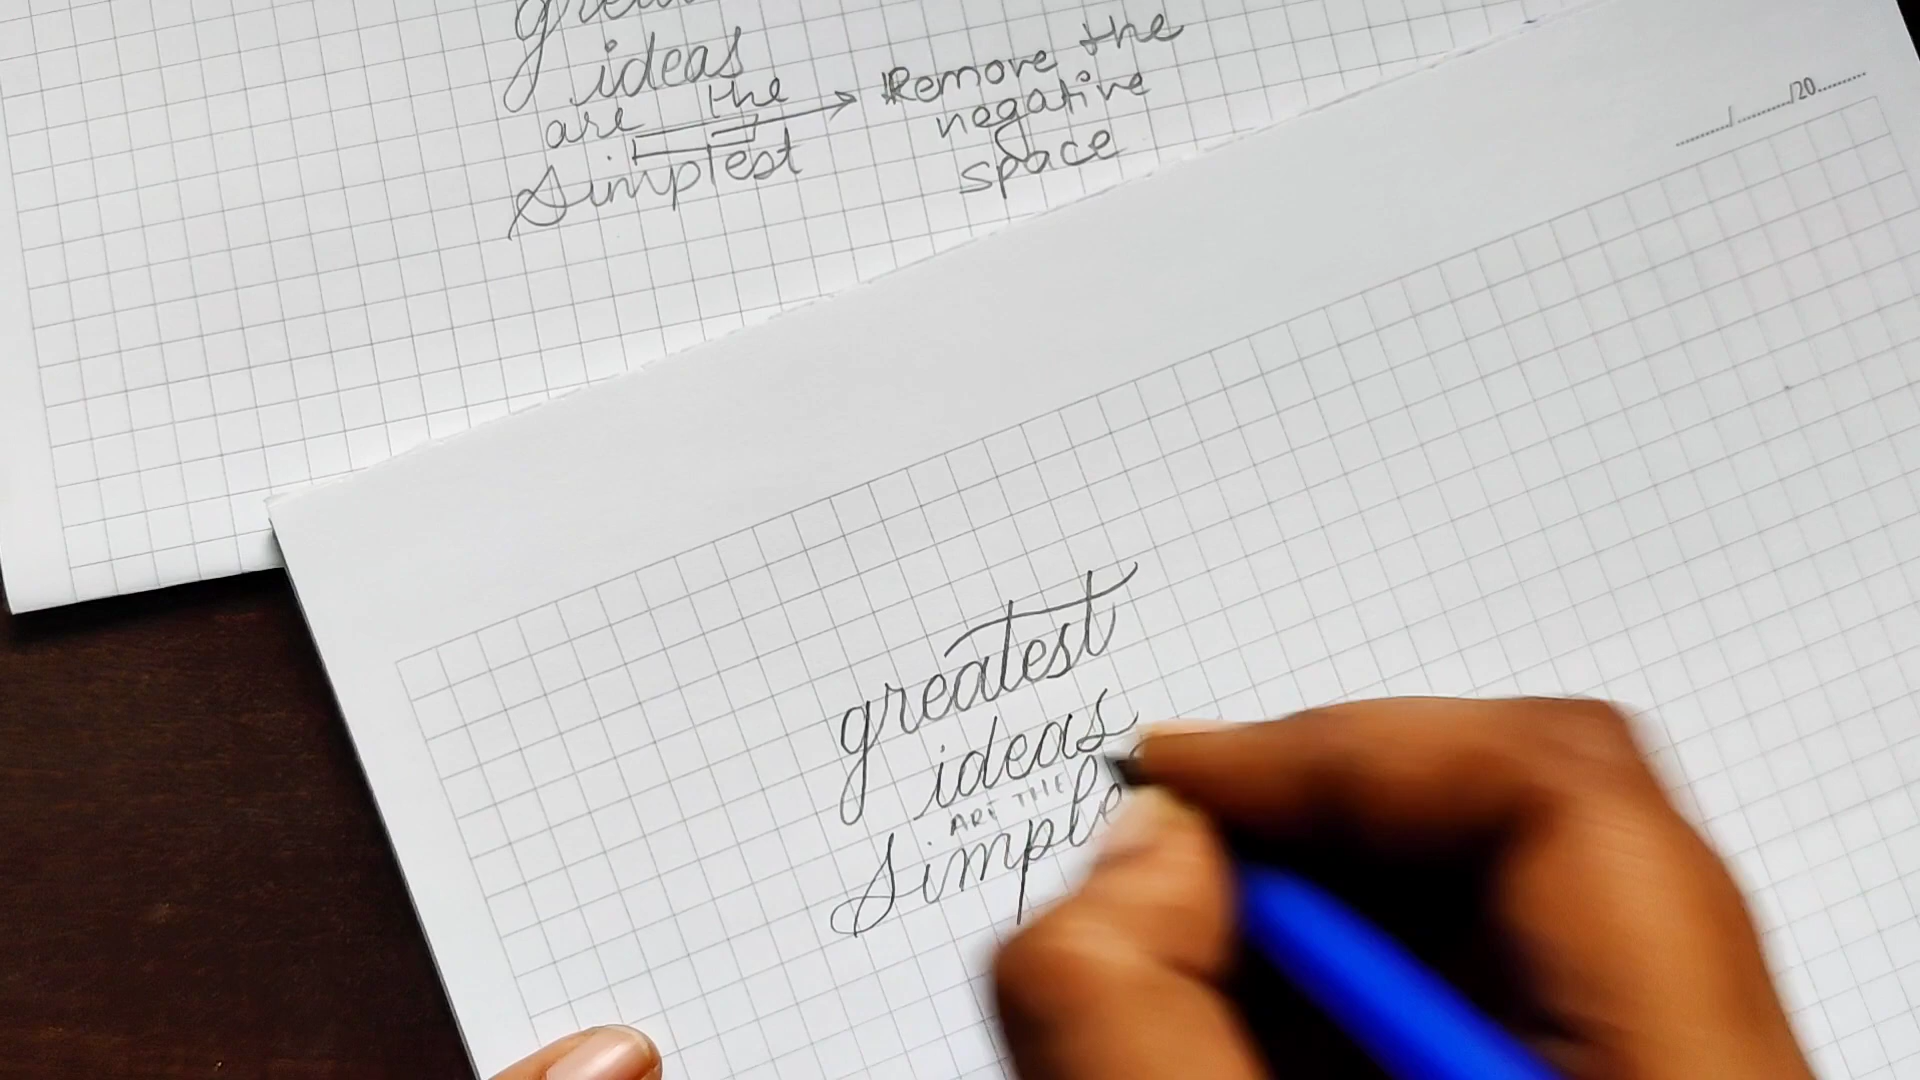 ideas
are the
Simplest
Remove the
negative
space
....../........./20.........
greatest
ideas
ARE THE
Simple